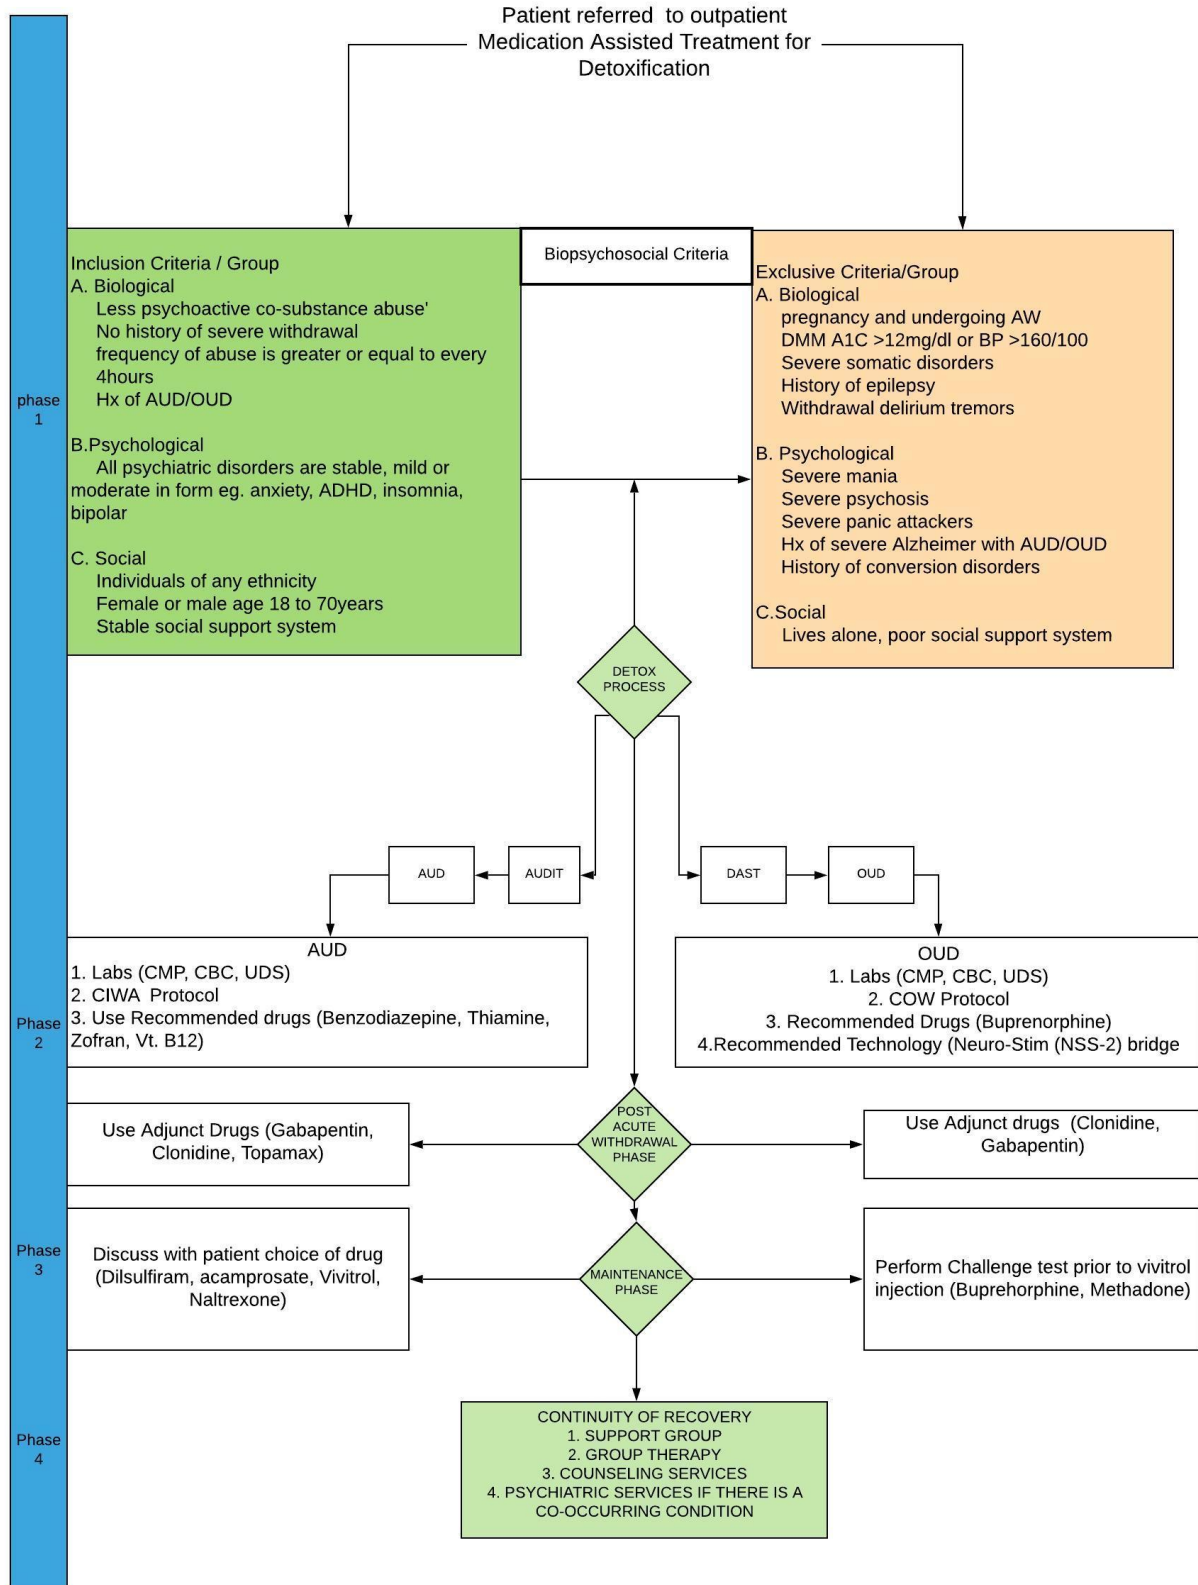 Patient referred  to outpatient
Medication Assisted Treatment for
Detoxification
phase
1
Inclusion Criteria / Group
A. Biological
Less psychoactive co-substance abuse'
No history of severe withdrawal
frequency of abuse is greater or equal to every
4hours
Hx of AUD/OUD
B.Psychological
All psychiatric disorders are stable, mild or
moderate in form eg. anxiety, ADHD, insomnia,
bipolar
C. Social
Individuals of any ethnicity
Female or male age 18 to 70years
Stable social support system
Biopsychosocial Criteria
Exclusive Criteria/Group
A. Biological
pregnancy and undergoing AW
DMM A1C >12mg/dl or BP >160/100
Severe somatic disorders
History of epilepsy
Withdrawal delirium tremors
B. Psychological
Severe mania
Severe psychosis
Severe panic attackers
Hx of severe Alzheimer with AUD/OUD
History of conversion disorders
C.Social
Lives alone, poor social support system
DETOX
PROCESS
AUD
AUDIT
DAST
OUD
Phase
2
AUD
1. Labs (CMP, CBC, UDS)
2. CIWA  Protocol
3. Use Recommended drugs (Benzodiazepine, Thiamine,
Zofran, Vt. B12)
OUD
1. Labs (CMP, CBC, UDS)
2. COW Protocol
3. Recommended Drugs (Buprenorphine)
4.Recommended Technology (Neuro-Stim (NSS-2) bridge
Use Adjunct Drugs (Gabapentin,
Clonidine, Topamax)
POST
ACUTE
WITHDRAWAL
PHASE
Use Adjunct drugs  (Clonidine,
Gabapentin)
Phase
3
Discuss with patient choice of drug
(Dilsulfiram, acamprosate, Vivitrol,
Naltrexone)
MAINTENANCE
PHASE
Perform Challenge test prior to vivitrol
injection (Buprehorphine, Methadone)
Phase
4
CONTINUITY OF RECOVERY
1. SUPPORT GROUP
2. GROUP THERAPY
3. COUNSELING SERVICES
4. PSYCHIATRIC SERVICES IF THERE IS A
CO-OCCURRING CONDITION